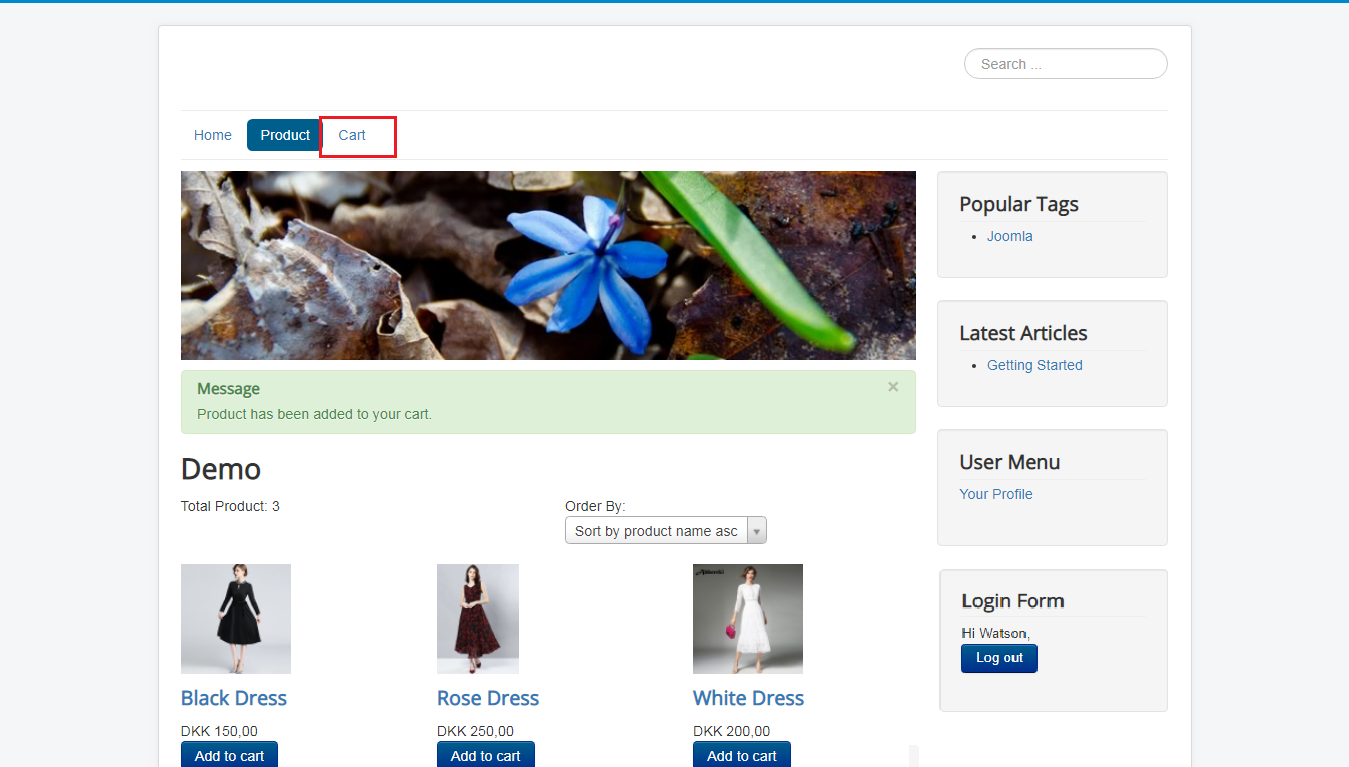 Search ...
Home
Product
Cart
Message
×
Product has been added to your cart.
Demo
Total Product: 3
Order By:
Sort by product name asc
Black Dress
DKK 150,00
Add to cart
Rose Dress
DKK 250,00
Add to cart
White Dress
DKK 200,00
Add to cart
Popular Tags
Joomla
Latest Articles
Getting Started
User Menu
Your Profile
Login Form
Hi Watson,
Log out